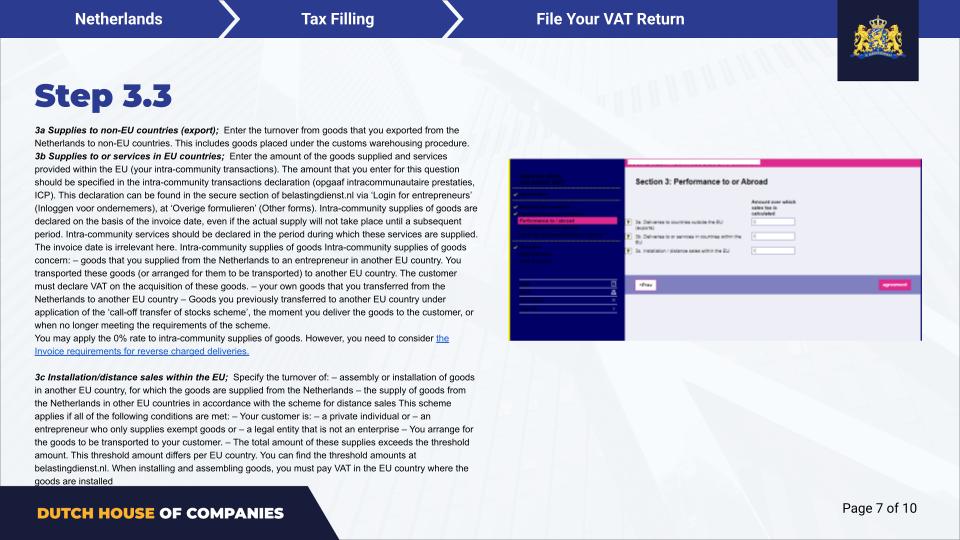 Netherlands
Tax Filling
File Your VAT Return
Step 3.3
3a Supplies to non-EU countries (export); Enter the turnover from goods that you exported from the
Netherlands to non-EU countries. This includes goods placed under the customs warehousing procedure.
3b Supplies to or services in EU countries; Enter the amount of the goods supplied and services
provided within the EU (your intra-community transactions). The amount that you enter for this question
should be specified in the intra-community transactions declaration (opgaaf intracommunautaire prestaties,
ICP). This declaration can be found in the secure section of belastingdienst.nl via ‘Login for entrepreneurs’
(Inloggen voor ondernemers), at ‘Overige formulieren’ (Other forms). Intra-community supplies of goods are
declared on the basis of the invoice date, even if the actual supply will not take place until a subsequent
period. Intra-community services should be declared in the period during which these services are supplied.
The invoice date is irrelevant here. Intra-community supplies of goods Intra-community supplies of goods
concern: – goods that you supplied from the Netherlands to an entrepreneur in another EU country. You
transported these goods (or arranged for them to be transported) to another EU country. The customer
must declare VAT on the acquisition of these goods. – your own goods that you transferred from the
Netherlands to another EU country – Goods you previously transferred to another EU country under
application of the ‘call-off transfer of stocks scheme’, the moment you deliver the goods to the customer, or
when no longer meeting the requirements of the scheme.
You may apply the 0% rate to intra-community supplies of goods. However, you need to consider the
Invoice requirements for reverse charged deliveries.
3c Installation/distance sales within the EU; Specify the turnover of: – assembly or installation of goods
in another EU country, for which the goods are supplied from the Netherlands – the supply of goods from
the Netherlands in other EU countries in accordance with the scheme for distance sales This scheme
applies if all of the following conditions are met: – Your customer is: – a private individual or – an
entrepreneur who only supplies exempt goods or – a legal entity that is not an enterprise – You arrange for
the goods to be transported to your customer. – The total amount of these supplies exceeds the threshold
amount. This threshold amount differs per EU country. You can find the threshold amounts at
belastingdienst.nl. When installing and assembling goods, you must pay VAT in the EU country where the
goods are installed
Performance to / abroad
Section 3: Performance to or Abroad
Amount over which
sales tax is
calculated
3a. Deliveries to countries outside the EU
(exports)
3b. Deliveries to or services in countries within the
EU
3c. Installation / distance sales within the EU
<Prev
agreement
DUTCH HOUSE OF COMPANIES
Page 7 of 10